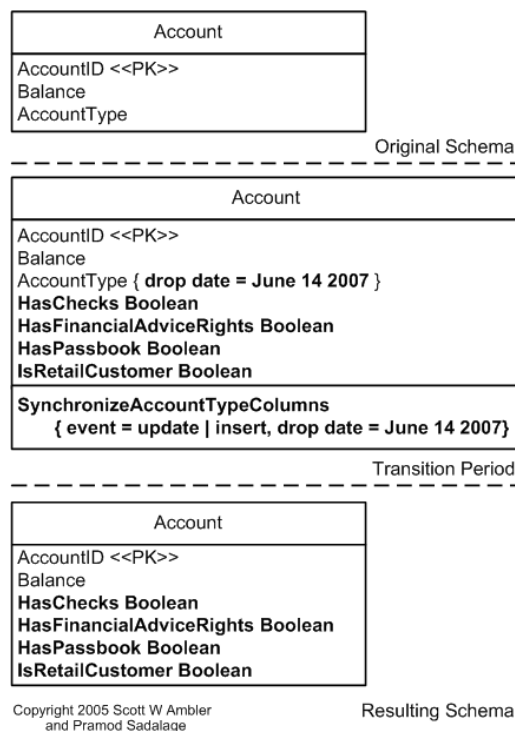 Account
AccountID <<PK>>
Balance
AccountType
Original Schema
Account
AccountID <<PK>>
Balance
AccountType { drop date = June 14 2007 }
HasChecks Boolean
HasFinancialAdviceRights Boolean
HasPassbook Boolean
IsRetailCustomer Boolean
SynchronizeAccountTypeColumns
{ event = update | insert, drop date = June 14 2007}
Transition Period
Account
AccountID <<PK>>
Balance
HasChecks Boolean
HasFinancialAdviceRights Boolean
HasPassbook Boolean
IsRetailCustomer Boolean
Copyright 2005 Scott W Ambler
and Pramod Sadalage
Resulting Schema